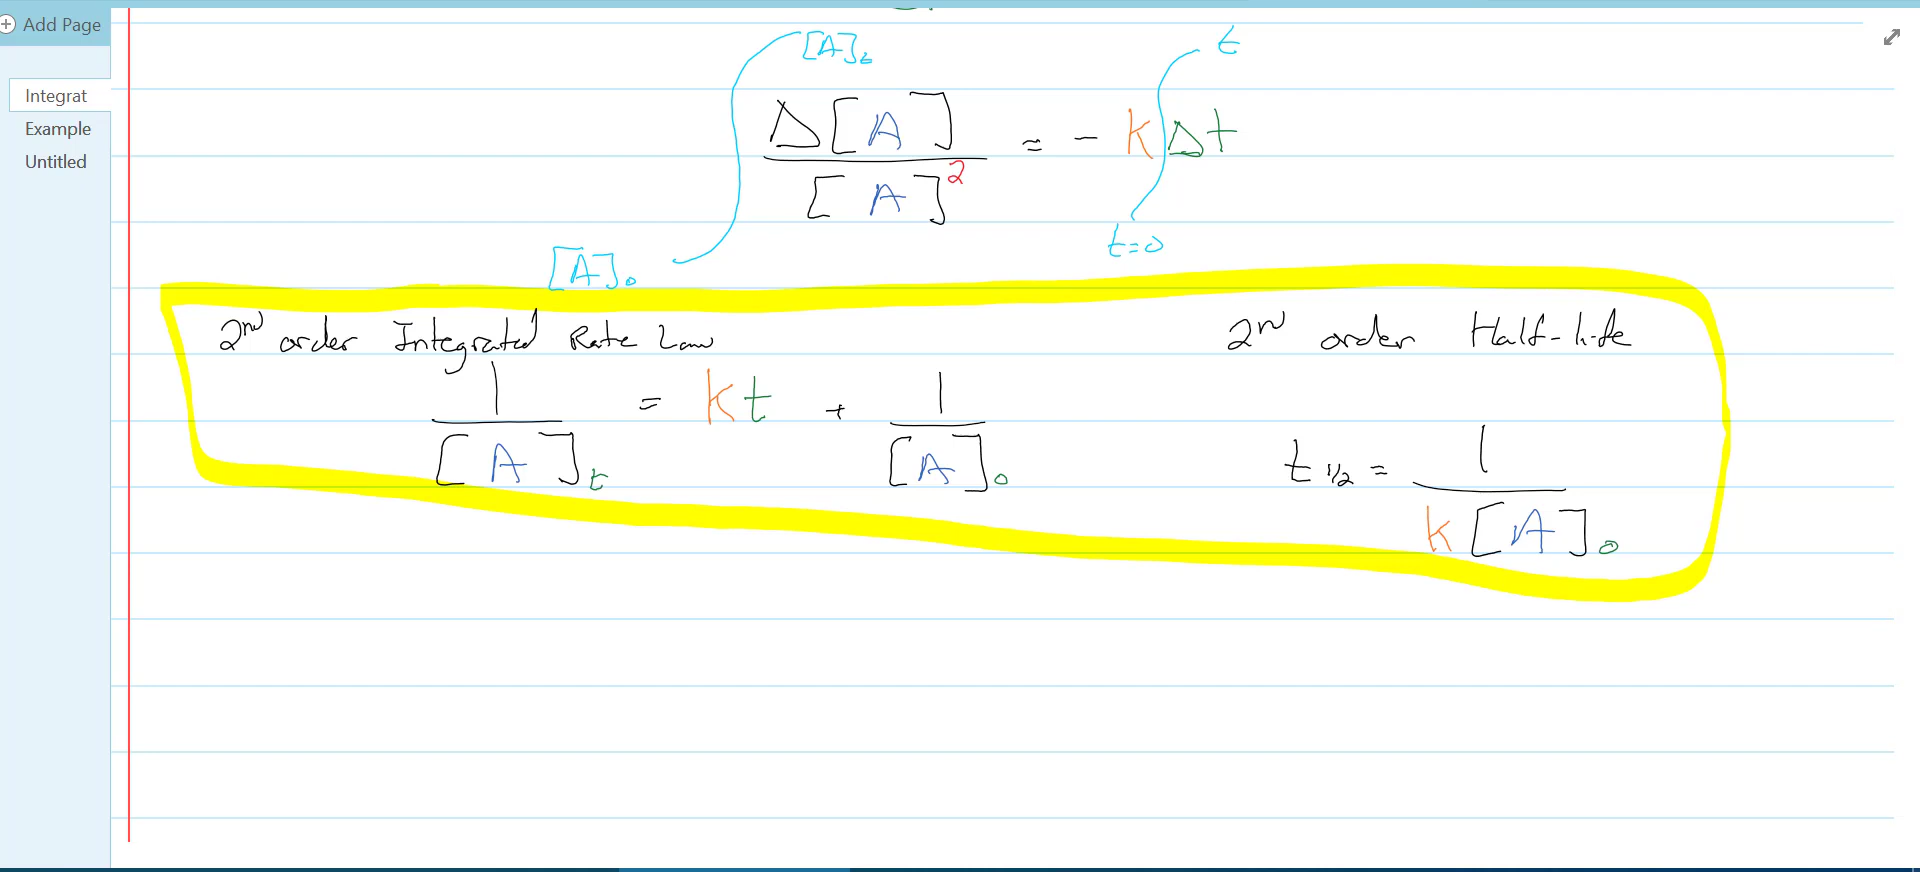 Add Page
Integrat
Example
Untitled
[A]t t
Δ[A] / [A]² = - k Δt
[A]₀ t=0
2nd order Integrated Rate Law 2nd order Half-life
1 / [A]t = kt + 1 / [A]₀
t 1/2 = 1 / k[A]₀